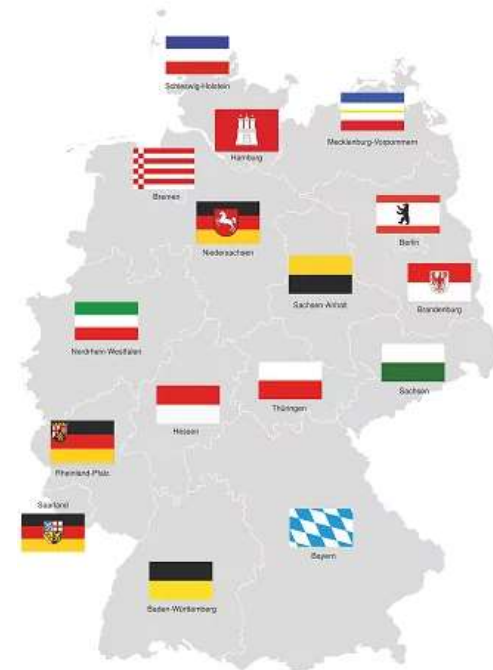 Schleswig-Holstein
Mecklenburg-Vorpommern
Hamburg
Bremen
Berlin
Niedersachsen
Sachsen-Anhalt
Brandenburg
Nordrhein-Westfalen
Sachsen
Thüringen
Hessen
Rheinland-Pfalz
Saarland
Bayern
Baden-Württemberg